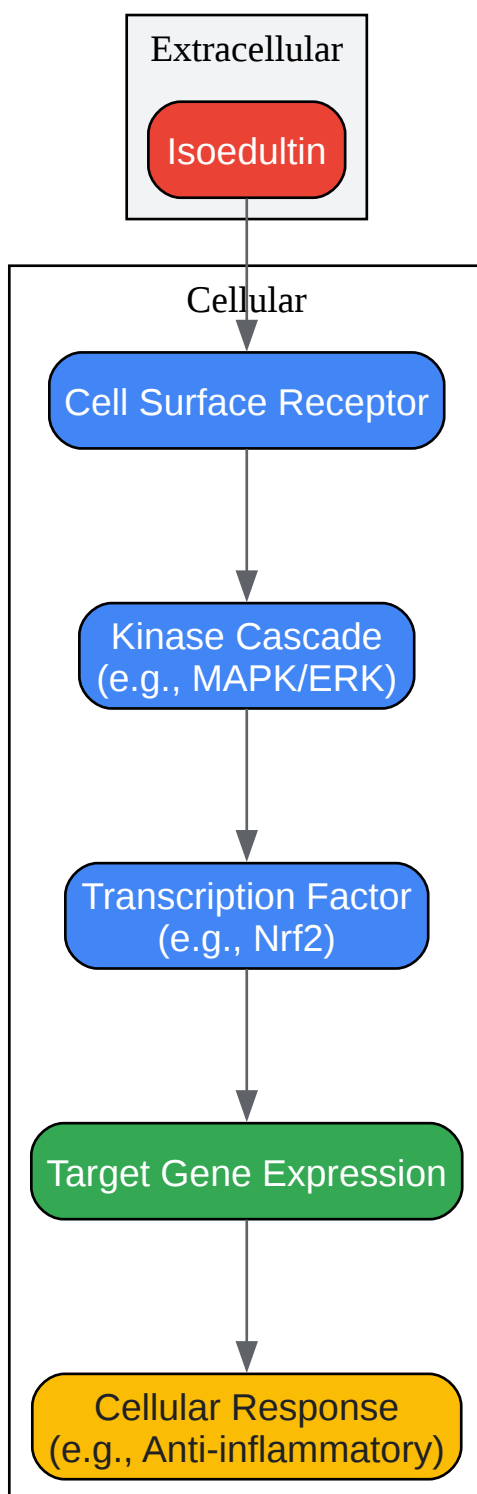 Extracellular
Isoedultin
Cellular
Cell Surface Receptor
Kinase Cascade
(e.g., MAPK/ERK)
Transcription Factor
(e.g., Nrf2)
Target Gene Expression
Cellular Response
(e.g., Anti-inflammatory)